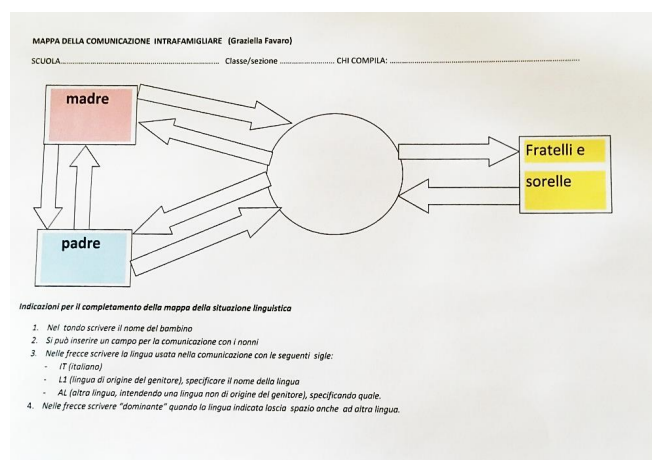 MAPPA DELLA COMUNICAZIONE INTRAFAMIGLIARE (Graziella Favaro)
SCUOLA.......................................................... Classe/sezione .................... CHI COMPILA: ............................................................
madre
Fratelli e
sorelle
padre
Indicazioni per il completamento della mappa della situazione linguistica
1. Nel tondo scrivere il nome del bambino
2. Si può inserire un campo per la comunicazione con i nonni
3. Nelle frecce scrivere la lingua usata nella comunicazione con le seguenti sigle:
- IT (italiano)
- L1 (lingua di origine del genitore), specificare il nome della lingua
- AL (altra lingua, intendendo una lingua non di origine del genitore), specificando quale.
4. Nelle frecce scrivere "dominante" quando la lingua indicata lascia spazio anche ad altra lingua.